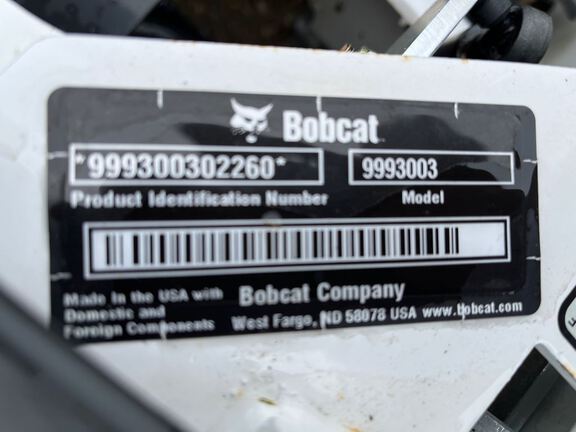 Bobcat
*999300302260* 9993003
Product Identification Number Model
Made in the USA with
Domestic and
Foreign Components
Bobcat Company
West Fargo, ND 58078 USA www.bobcat.com